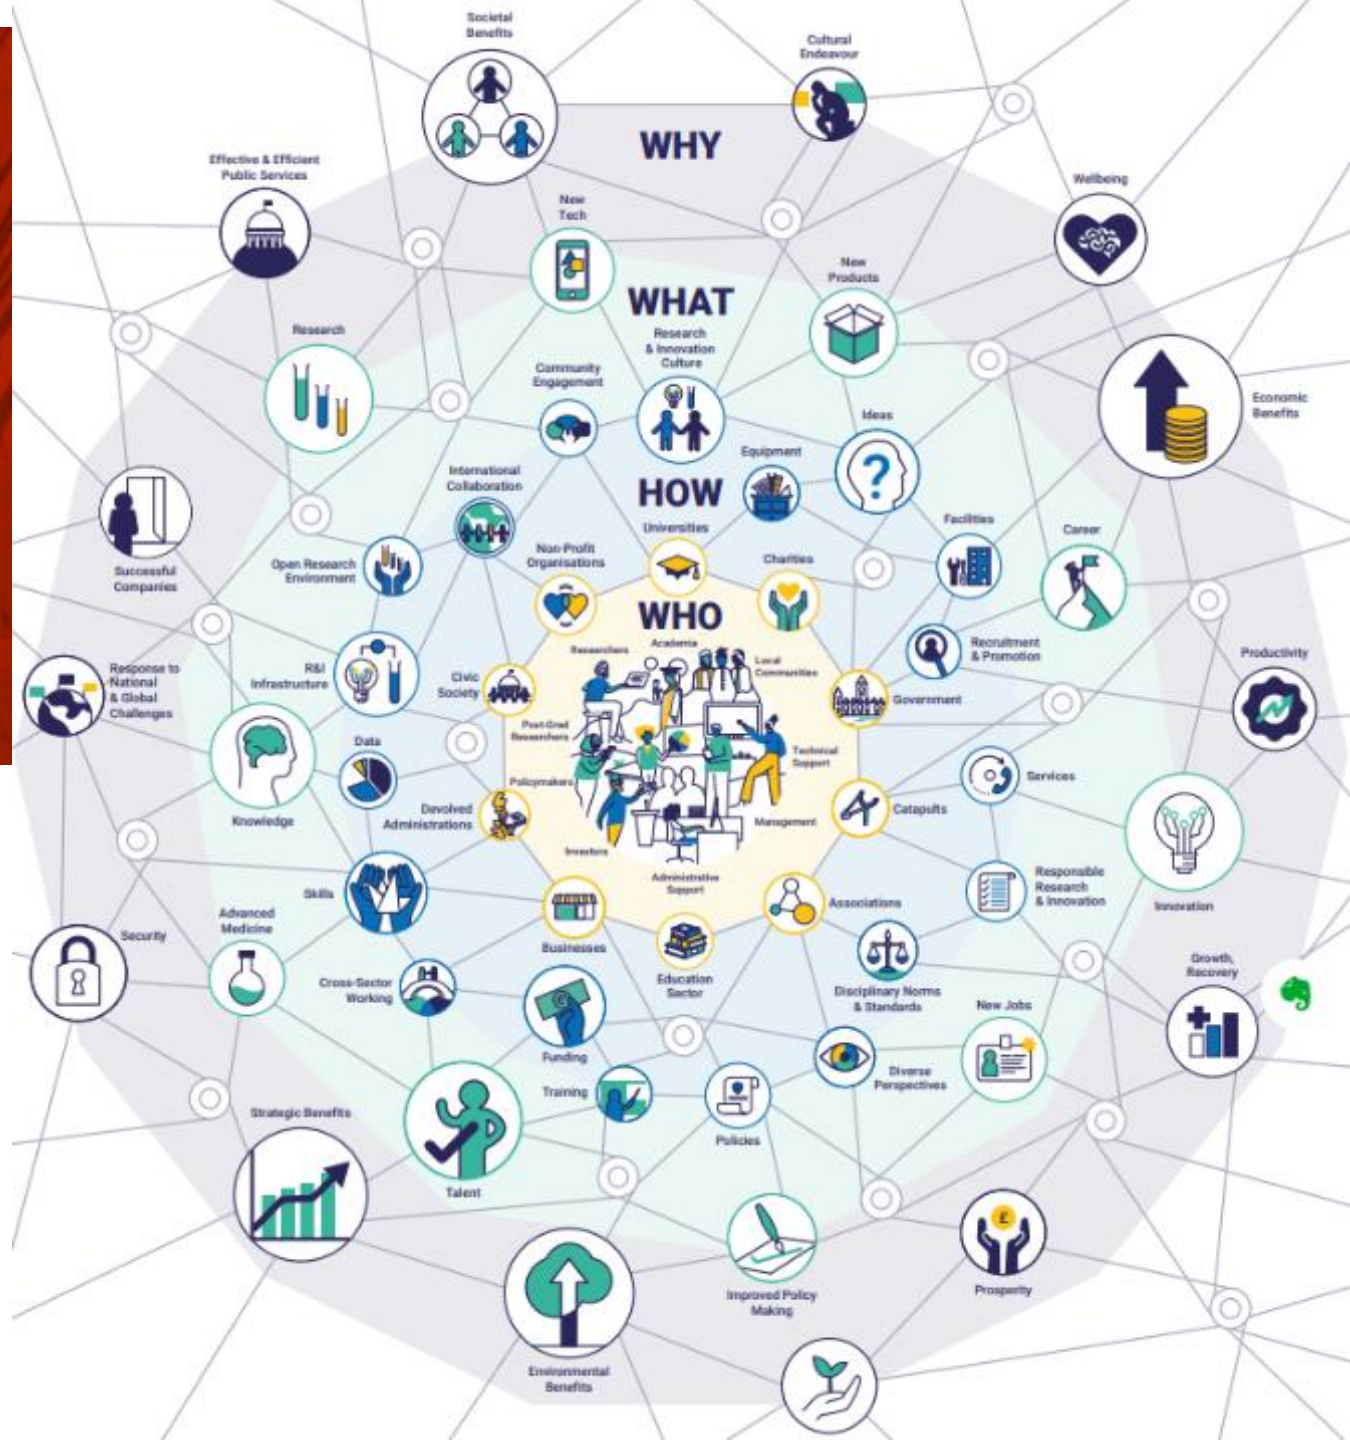 Societal
Benefits
Cultural
Endeavour
WHY
Effective & Efficient
Public Services
Wellbeing
New
Tech
New
Products
WHAT
Research
Research
& Innovation
Culture
Community
Engagement
Economic
Benefits
Ideas
Equipment
International
Collaboration
HOW
Universities
Facilities
Career
Non-Profit
Organisations
Charities
Open Research
Environment
Successful
Companies
WHO
Academia
Researchers
Local
Communities
Recruitment
& Promotion
Productivity
Response to
National
& Global
Challenges
R&I
Infrastructure
Civic
Society
Government
Post-Grad
Researchers
Data
Technical
Support
Policymakers
Services
Devolved
Administrations
Catapults
Knowledge
Management
Investors
Administrative
Support
Skills
Responsible
Research
& Innovation
Associations
Innovation
Advanced
Medicine
Security
Businesses
Education
Sector
Growth,
Recovery
Cross-Sector
Working
Disciplinary Norms
& Standards
New Jobs
Funding
Training
Diverse
Perspectives
Strategic Benefits
Policies
Talent
£
Improved Policy
Making
Prosperity
Environmental
Benefits